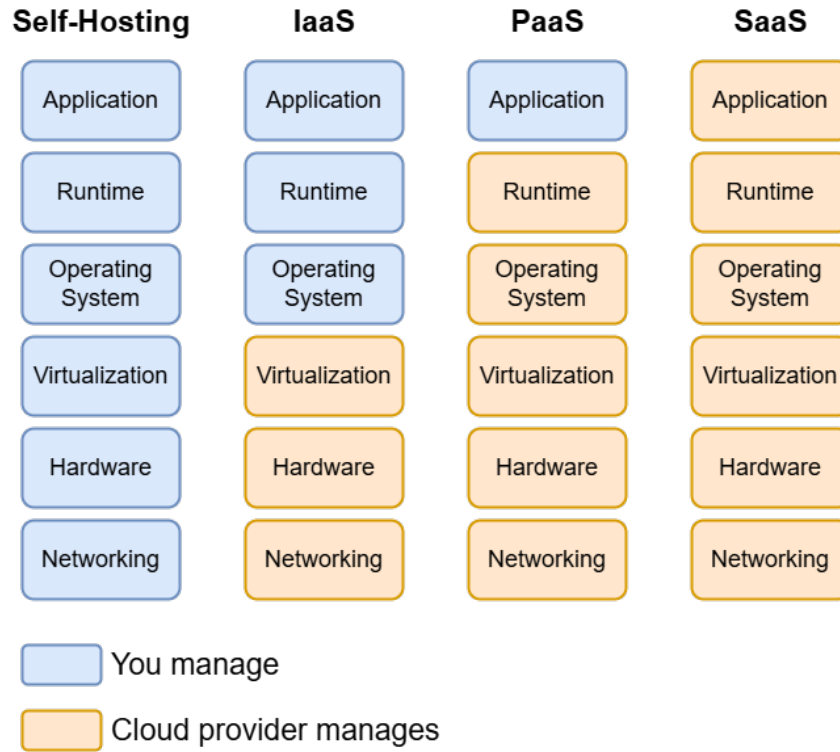 Self-Hosting IaaS PaaS SaaS
Application Application Application Application
Runtime Runtime Runtime Runtime
Operating Operating Operating Operating
System System System System
Virtualization Virtualization Virtualization Virtualization
Hardware Hardware Hardware Hardware
Networking Networking Networking Networking
You manage
Cloud provider manages